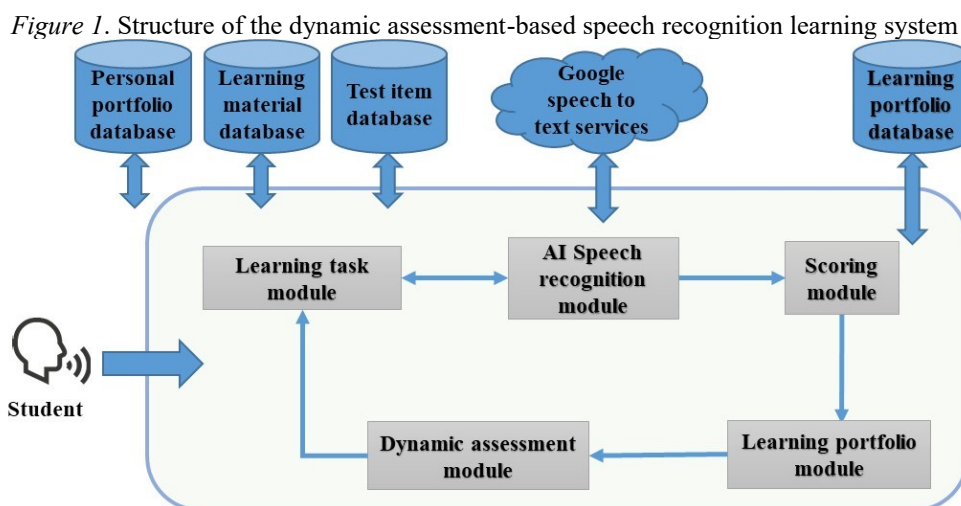 Figure 1. Structure of the dynamic assessment-based speech recognition learning system
Personal
portfolio
database
Learning
material
database
Test item
database
Google
speech to
text services
Learning
portfolio
database
Learning task
module
AI Speech
recognition
module
Scoring
module
Student
Dynamic assessment
module
Learning portfolio
module